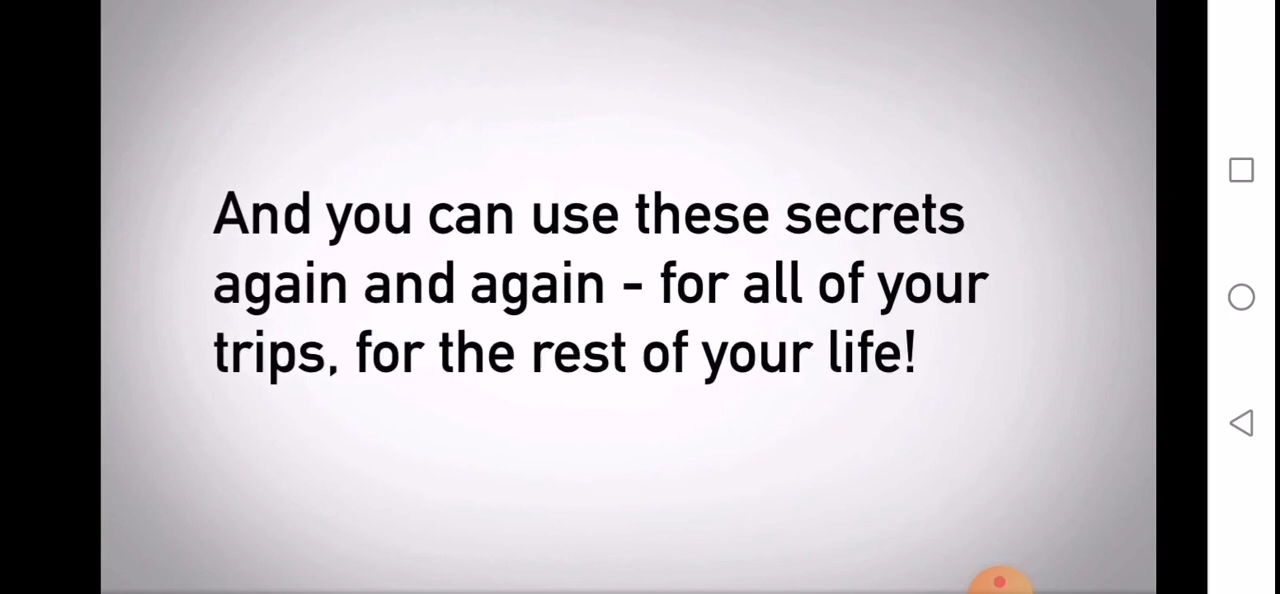 And you can use these secrets
again and again - for all of your
trips, for the rest of your life!